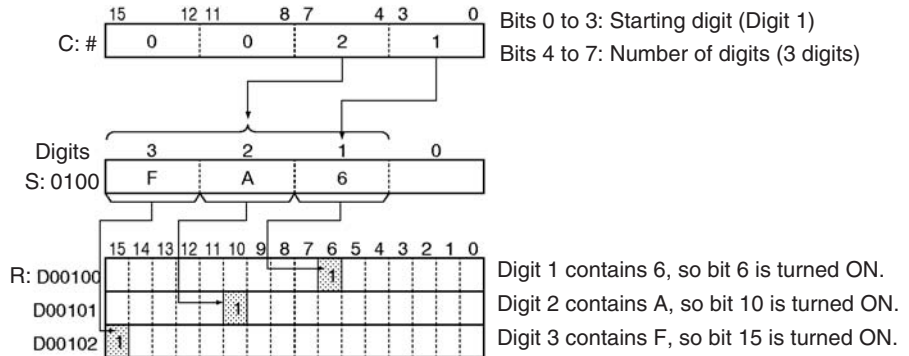 15 12 11 8 7 4 3 0
C: # 0 0 2 1
Bits 0 to 3: Starting digit (Digit 1)
Bits 4 to 7: Number of digits (3 digits)
Digits 3 2 1 0
S: 0100 F A 6
15 14 13 12 11 10 9 8 7 6 5 4 3 2 1 0
R: D00100 1 Digit 1 contains 6, so bit 6 is turned ON.
D00101 1 Digit 2 contains A, so bit 10 is turned ON.
D00102 1 Digit 3 contains F, so bit 15 is turned ON.